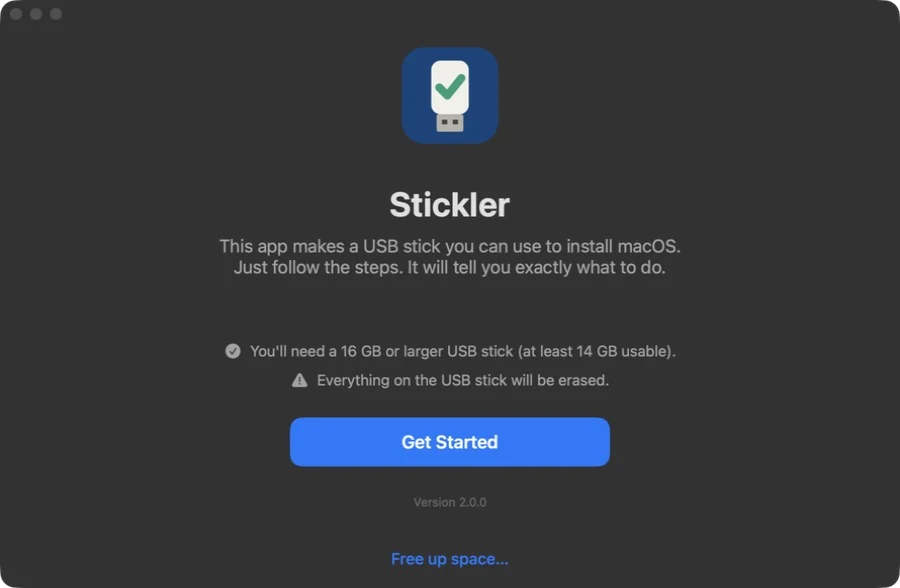 Stickler
This app makes a USB stick you can use to install macOS.
Just follow the steps. It will tell you exactly what to do.
You'll need a 16 GB or larger USB stick (at least 14 GB usable).
Everything on the USB stick will be erased.
Get Started
Version 2.0.0
Free up space...